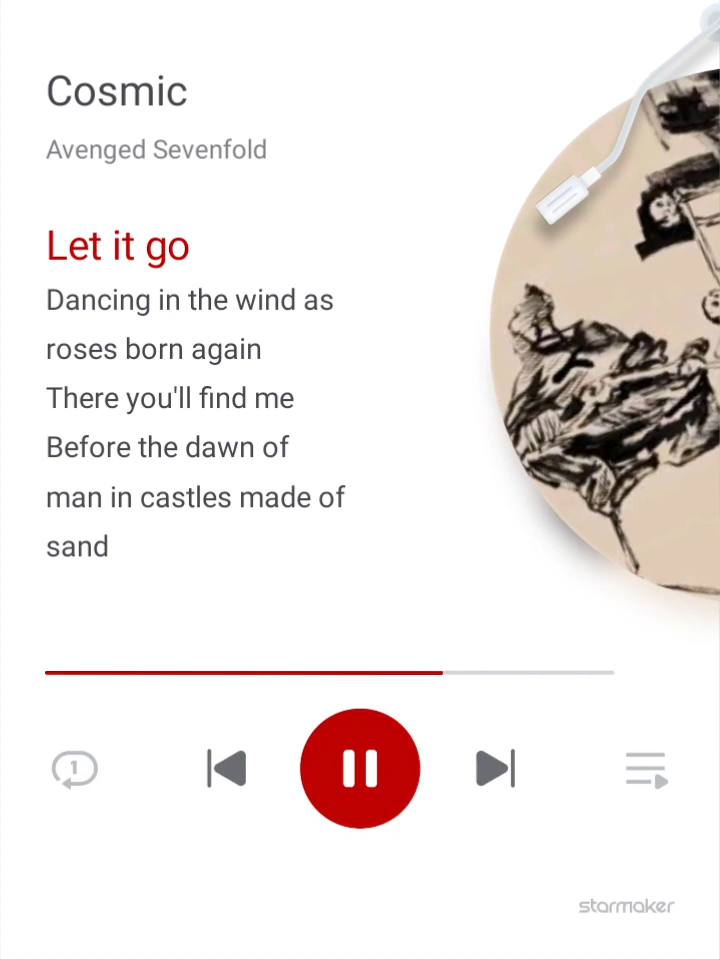 Cosmic
Avenged Sevenfold
Let it go
Dancing in the wind as
roses born again
There you'll find me
Before the dawn of
man in castles made of
sand
1
starmaker